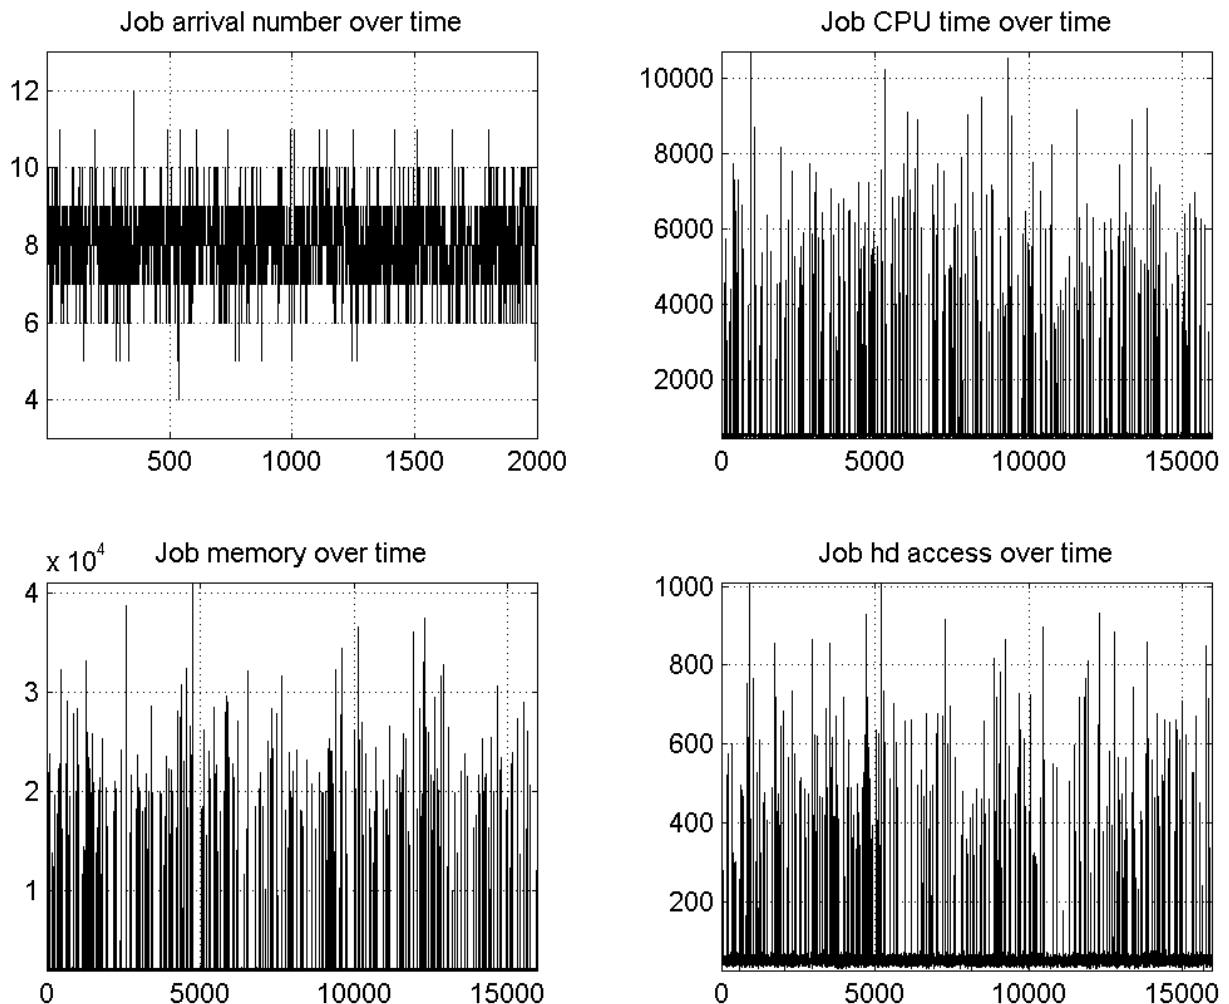 Job arrival number over time
12
10
8
6
4
500 1000 1500 2000
Job CPU time over time
10000
8000
6000
4000
2000
0 5000 10000 15000
x 10^4 Job memory over time
4
3
2
1
0 5000 10000 15000
Job hd access over time
1000
800
600
400
200
0 5000 10000 15000